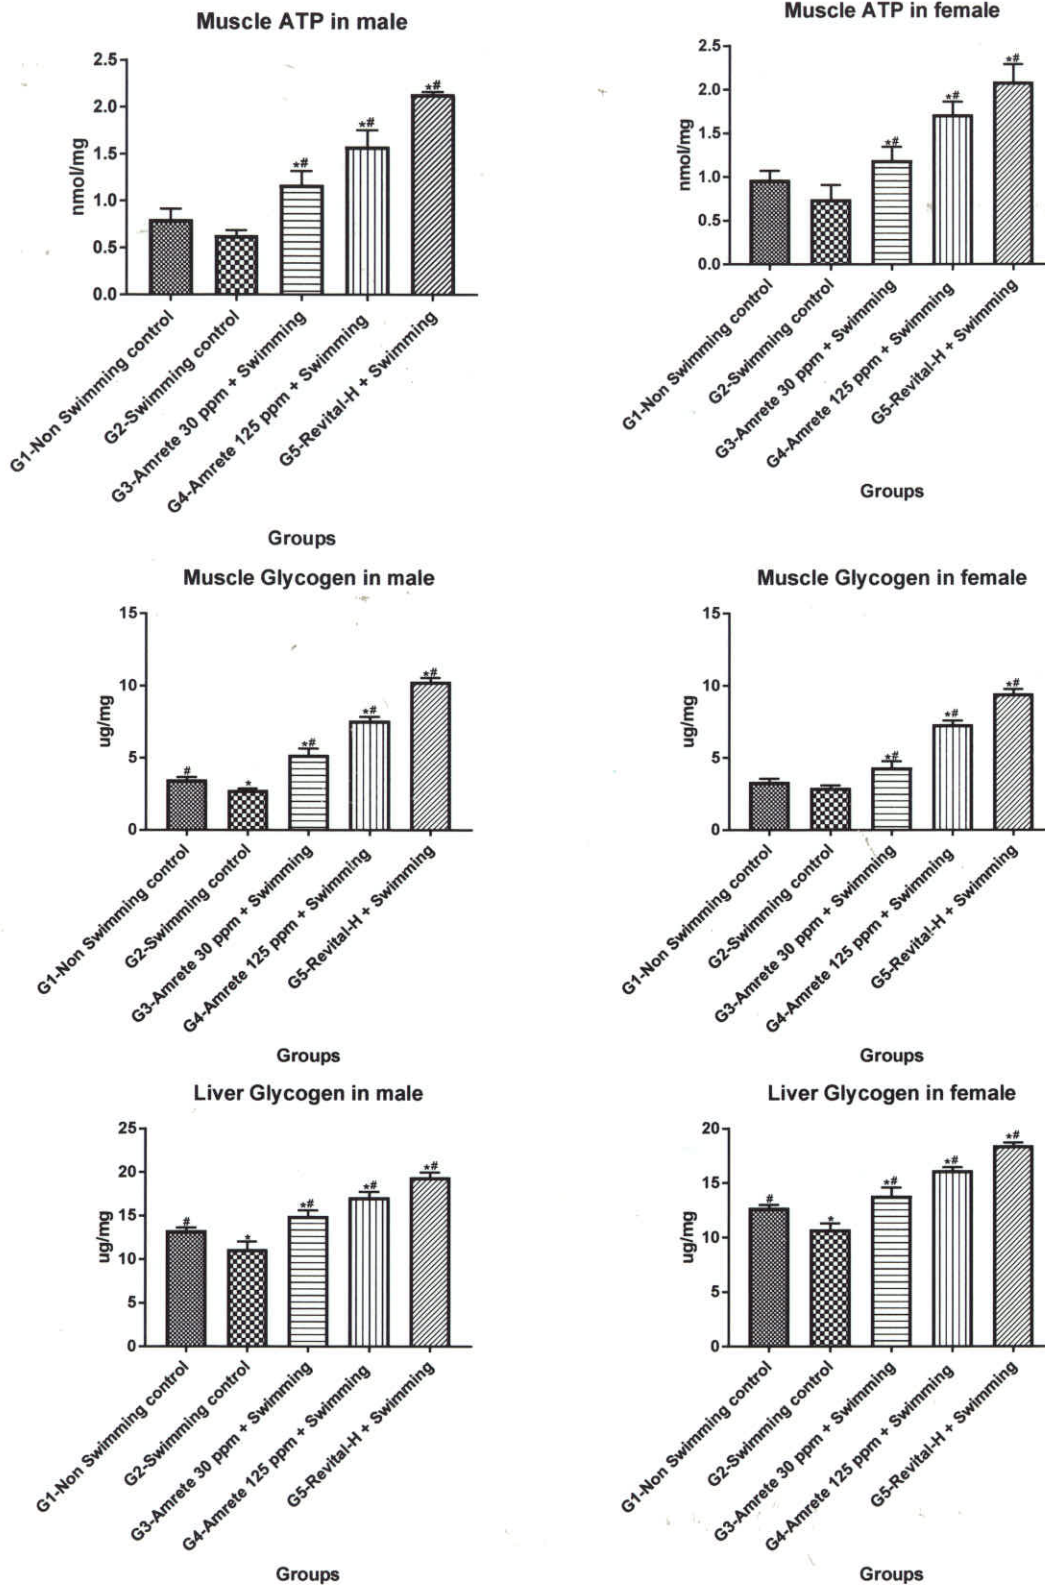 Muscle ATP in male
2.5
2.0
1.5
1.0
0.5
0.0
nmol/mg
*#
*#
*#
G1-Non Swimming control
G2-Swimming control
G3-Amrete 30 ppm + Swimming
G4-Amrete 125 ppm + Swimming
G5-Revital-H + Swimming
Groups
Muscle ATP in female
2.5
2.0
1.5
1.0
0.5
0.0
nmol/mg
*#
*#
*#
G1-Non Swimming control
G2-Swimming control
G3-Amrete 30 ppm + Swimming
G4-Amrete 125 ppm + Swimming
G5-Revital-H + Swimming
Groups
Muscle Glycogen in male
15
10
5
0
ug/mg
#
*
*#
*#
*#
G1-Non Swimming control
G2-Swimming control
G3-Amrete 30 ppm + Swimming
G4-Amrete 125 ppm + Swimming
G5-Revital-H + Swimming
Groups
Muscle Glycogen in female
15
10
5
0
ug/mg
*#
*#
*#
G1-Non Swimming control
G2-Swimming control
G3-Amrete 30 ppm + Swimming
G4-Amrete 125 ppm + Swimming
G5-Revital-H + Swimming
Groups
Liver Glycogen in male
25
20
15
10
5
0
ug/mg
#
*
*#
*#
*#
G1-Non Swimming control
G2-Swimming control
G3-Amrete 30 ppm + Swimming
G4-Amrete 125 ppm + Swimming
G5-Revital-H + Swimming
Groups
Liver Glycogen in female
20
15
10
5
0
ug/mg
#
*
*#
*#
*#
G1-Non Swimming control
G2-Swimming control
G3-Amrete 30 ppm + Swimming
G4-Amrete 125 ppm + Swimming
G5-Revital-H + Swimming
Groups